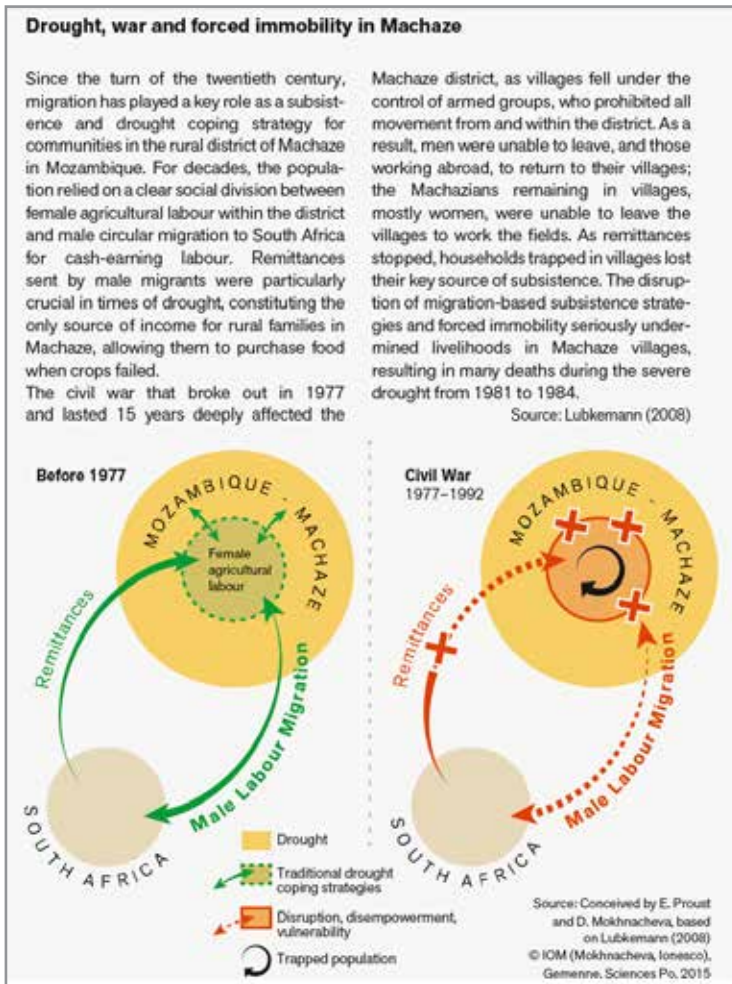 Drought, war and forced immobility in Machaze
Since the turn of the twentieth century,
migration has played a key role as a subsist-
ence and drought coping strategy for
communities in the rural district of Machaze
in Mozambique. For decades, the popula-
tion relied on a clear social division between
female agricultural labour within the district
and male circular migration to South Africa
for cash-earning labour. Remittances
sent by male migrants were particularly
crucial in times of drought, constituting the
only source of income for rural families in
Machaze, allowing them to purchase food
when crops failed.
The civil war that broke out in 1977
and lasted 15 years deeply affected the
Machaze district, as villages fell under the
control of armed groups, who prohibited all
movement from and within the district. As a
result, men were unable to leave, and those
working abroad, to return to their villages;
the Machazians remaining in villages,
mostly women, were unable to leave the
villages to work the fields. As remittances
stopped, households trapped in villages lost
their key source of subsistence. The disrup-
tion of migration-based subsistence strate-
gies and forced immobility seriously under-
mined livelihoods in Machaze villages,
resulting in many deaths during the severe
drought from 1981 to 1984.
Source: Lubkemann (2008)
Before 1977
MOZAMBIQUE - MACHAZE
Female
agricultural
labour
Remittances
Male Labour Migration
SOUTH AFRICA
Civil War
1977–1992
MOZAMBIQUE - MACHAZE
Remittances
Male Labour Migration
SOUTH AFRICA
Drought
Traditional drought
coping strategies
Disruption, disempowerment,
vulnerability
Trapped population
Source: Conceived by E. Proust
and D. Mokhnacheva, based
on Lubkemann (2008)
© IOM (Mokhnacheva, Ionesco),
Gemenne. Sciences Po. 2015